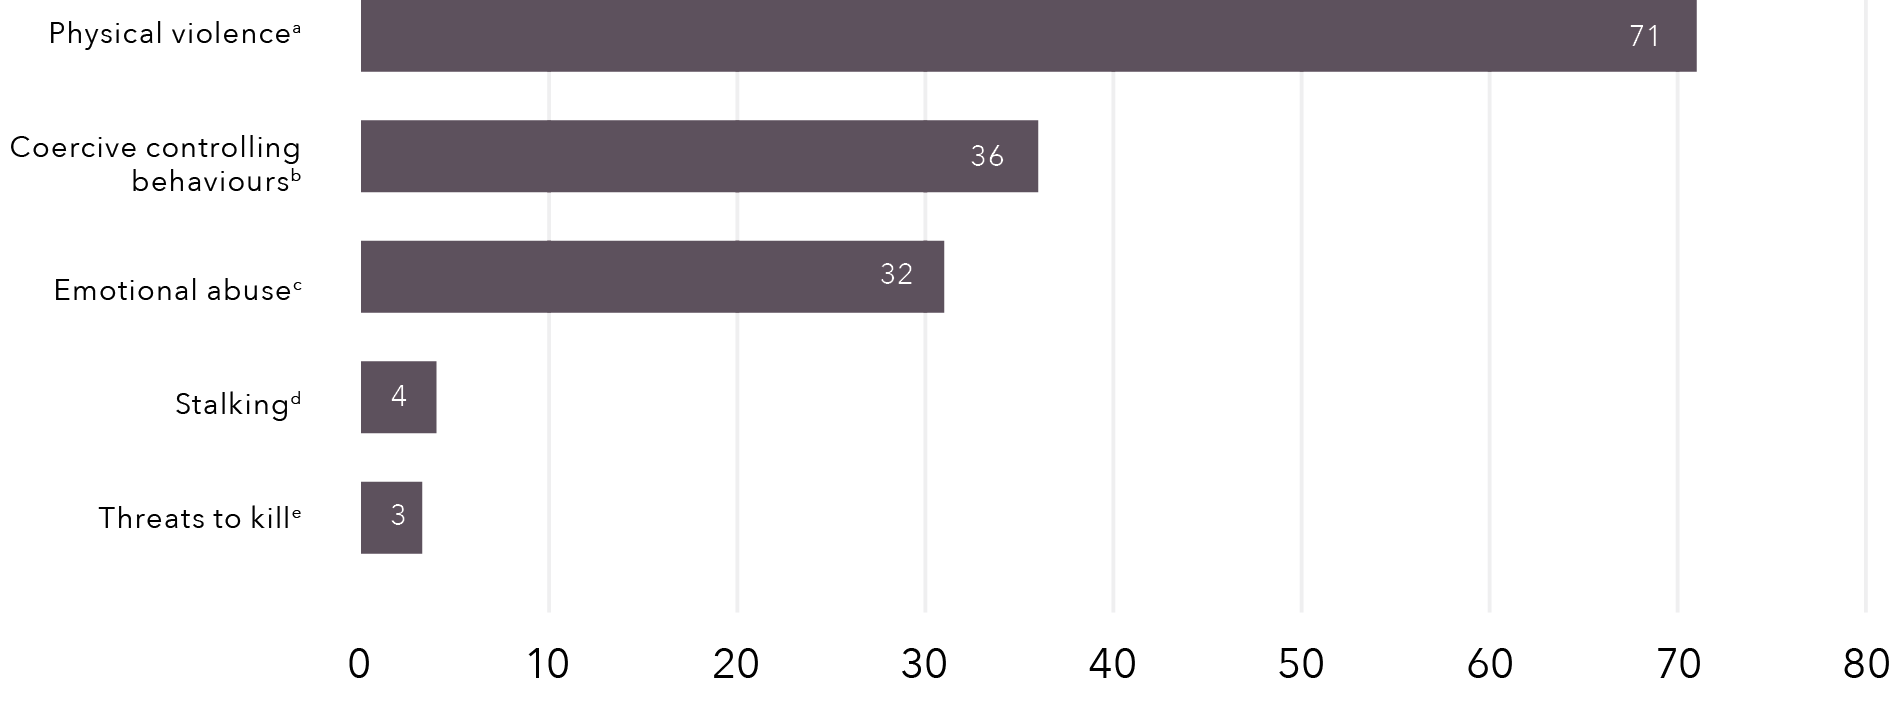 Physical violenceᵃ
71
Coercive controlling
behavioursᵇ
36
Emotional abuseᶜ
32
Stalkingᵈ
4
Threats to killᵉ
3
0 10 20 30 40 50 60 70 80